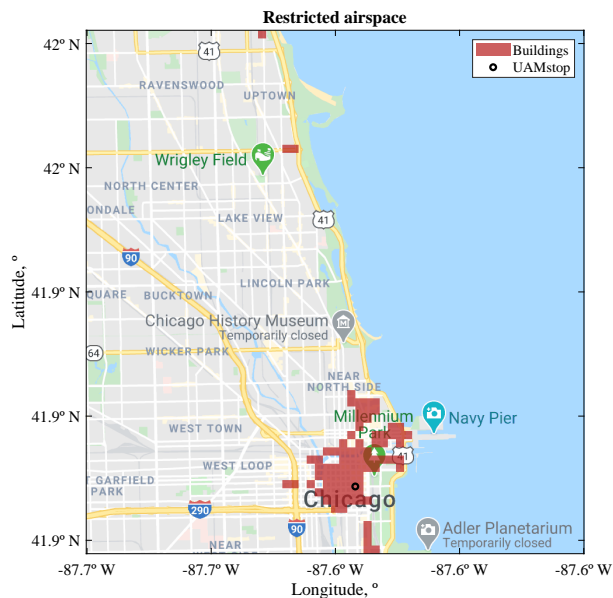 Restricted airspace
Buildings
UAMstop
42° N
42° N
41.9° N
41.9° N
41.9° N
Latitude, °
41
RAVENSWOOD
UPTOWN
Wrigley Field
NORTH CENTER
ONDALE
LAKE VIEW
41
90
LINCOLN PARK
QUARE
BUCKTOWN
Chicago History Museum
Temporarily closed
64
WICKER PARK
NEAR
NORTH SIDE
Millennium
Park
Navy Pier
WEST TOWN
41
WEST LOOP
T GARFIELD
PARK
Chicago
290
90
Adler Planetarium
Temporarily closed
NEAR
-87.7° W
-87.7° W
-87.6° W
-87.6° W
-87.6° W
Longitude, °